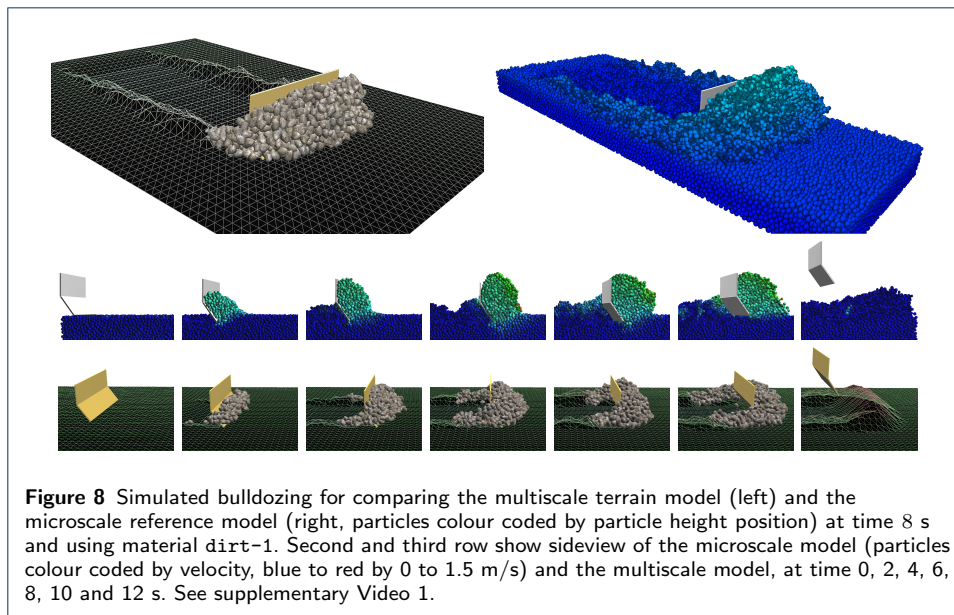 Figure 8 Simulated bulldozing for comparing the multiscale terrain model (left) and the
microscale reference model (right, particles colour coded by particle height position) at time 8 s
and using material dirt-1. Second and third row show sideview of the microscale model (particles
colour coded by velocity, blue to red by 0 to 1.5 m/s) and the multiscale model, at time 0, 2, 4, 6,
8, 10 and 12 s. See supplementary Video 1.